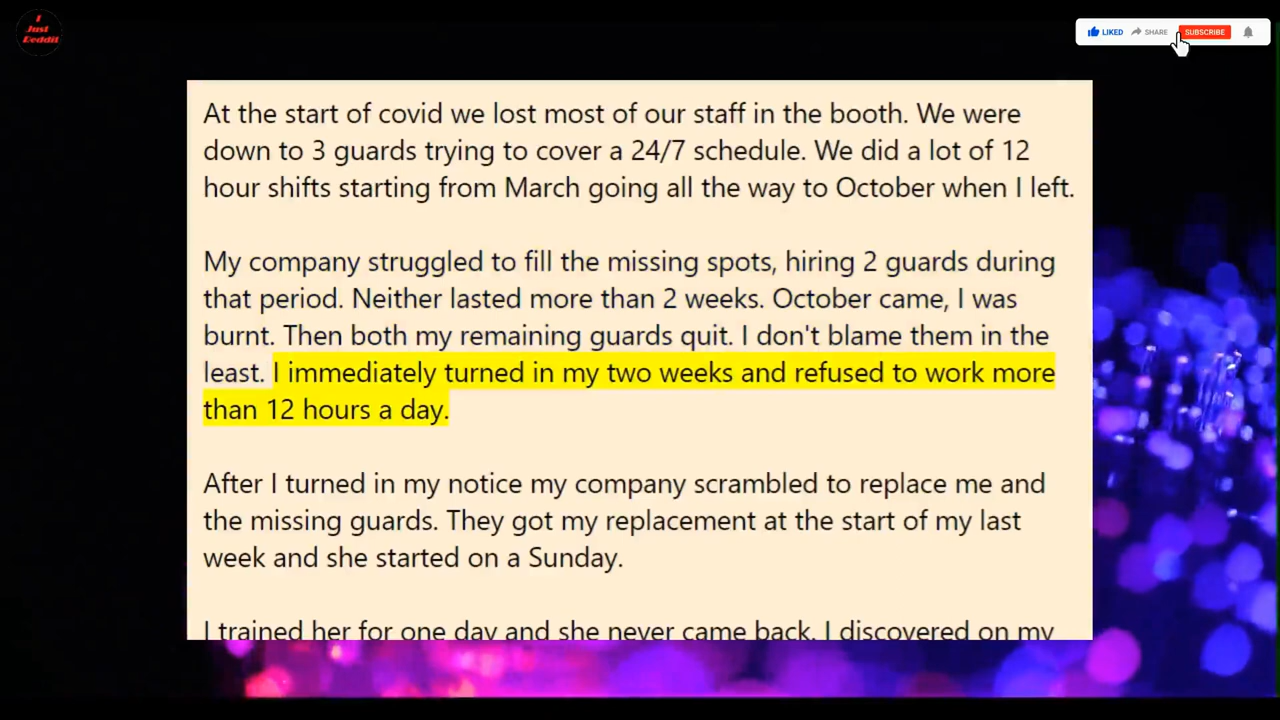 I
Just
Reddit
LIKED SHARE SUBSCRIBE
At the start of covid we lost most of our staff in the booth. We were
down to 3 guards trying to cover a 24/7 schedule. We did a lot of 12
hour shifts starting from March going all the way to October when I left.
My company struggled to fill the missing spots, hiring 2 guards during
that period. Neither lasted more than 2 weeks. October came, I was
burnt. Then both my remaining guards quit. I don't blame them in the
least. I immediately turned in my two weeks and refused to work more
than 12 hours a day.
After I turned in my notice my company scrambled to replace me and
the missing guards. They got my replacement at the start of my last
week and she started on a Sunday.
I trained her for one day and she never came back. I discovered on my